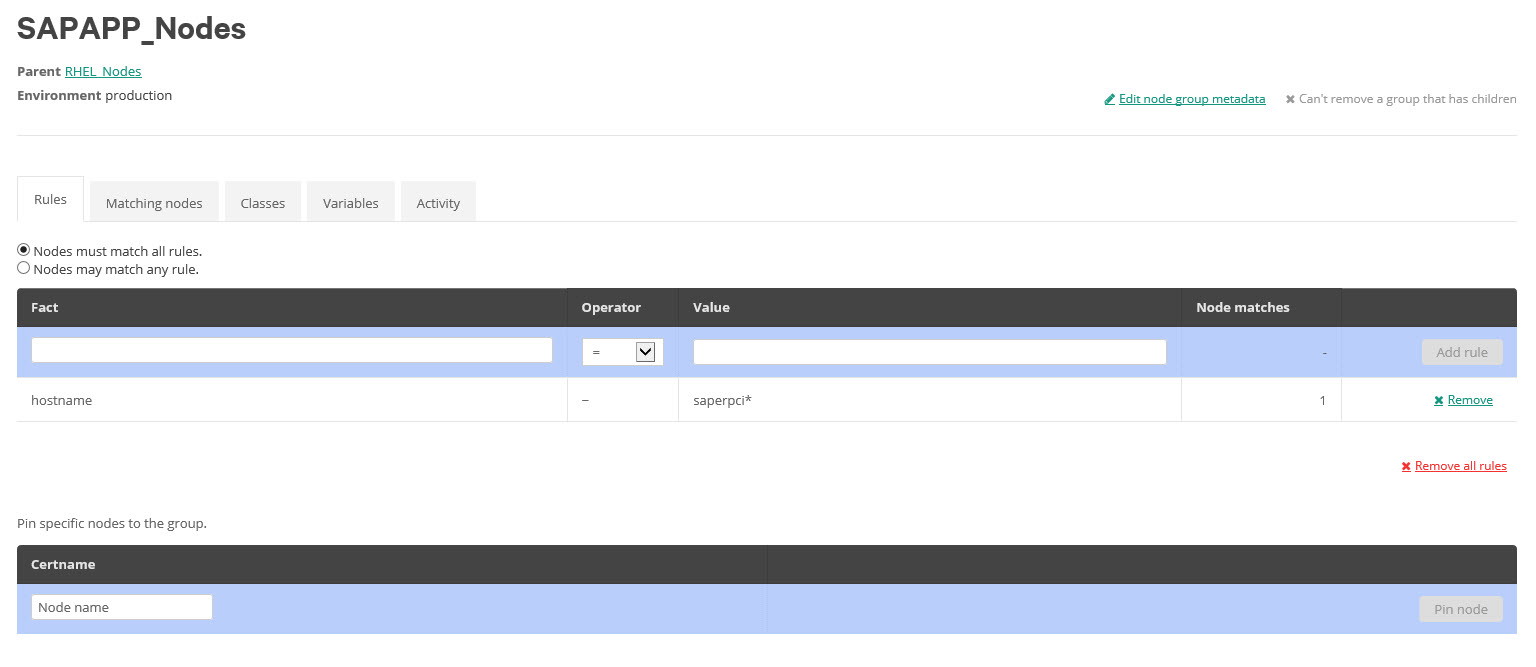 SAPAPP_Nodes
Parent RHEL_Nodes
Environment production
Edit node group metadata
Can't remove a group that has children
Rules
Matching nodes
Classes
Variables
Activity
Nodes must match all rules.
Nodes may match any rule.
Fact Operator Value Node matches
= - Add rule
hostname ~ saperpci* 1 Remove
Remove all rules
Pin specific nodes to the group.
Certname
Node name Pin node